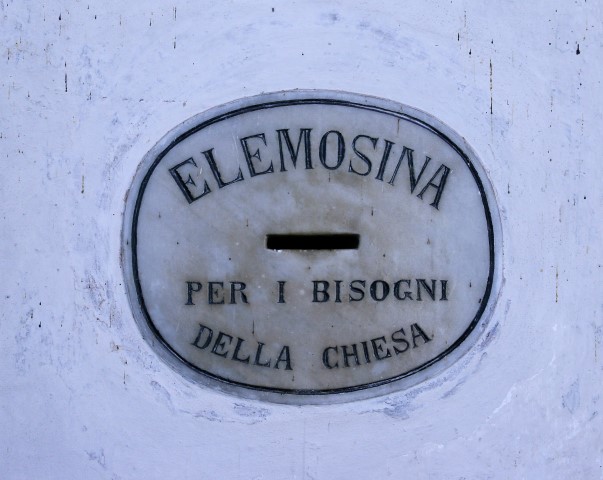 ELEMOSINA
PER I BISOGNI
DELLA CHIESA